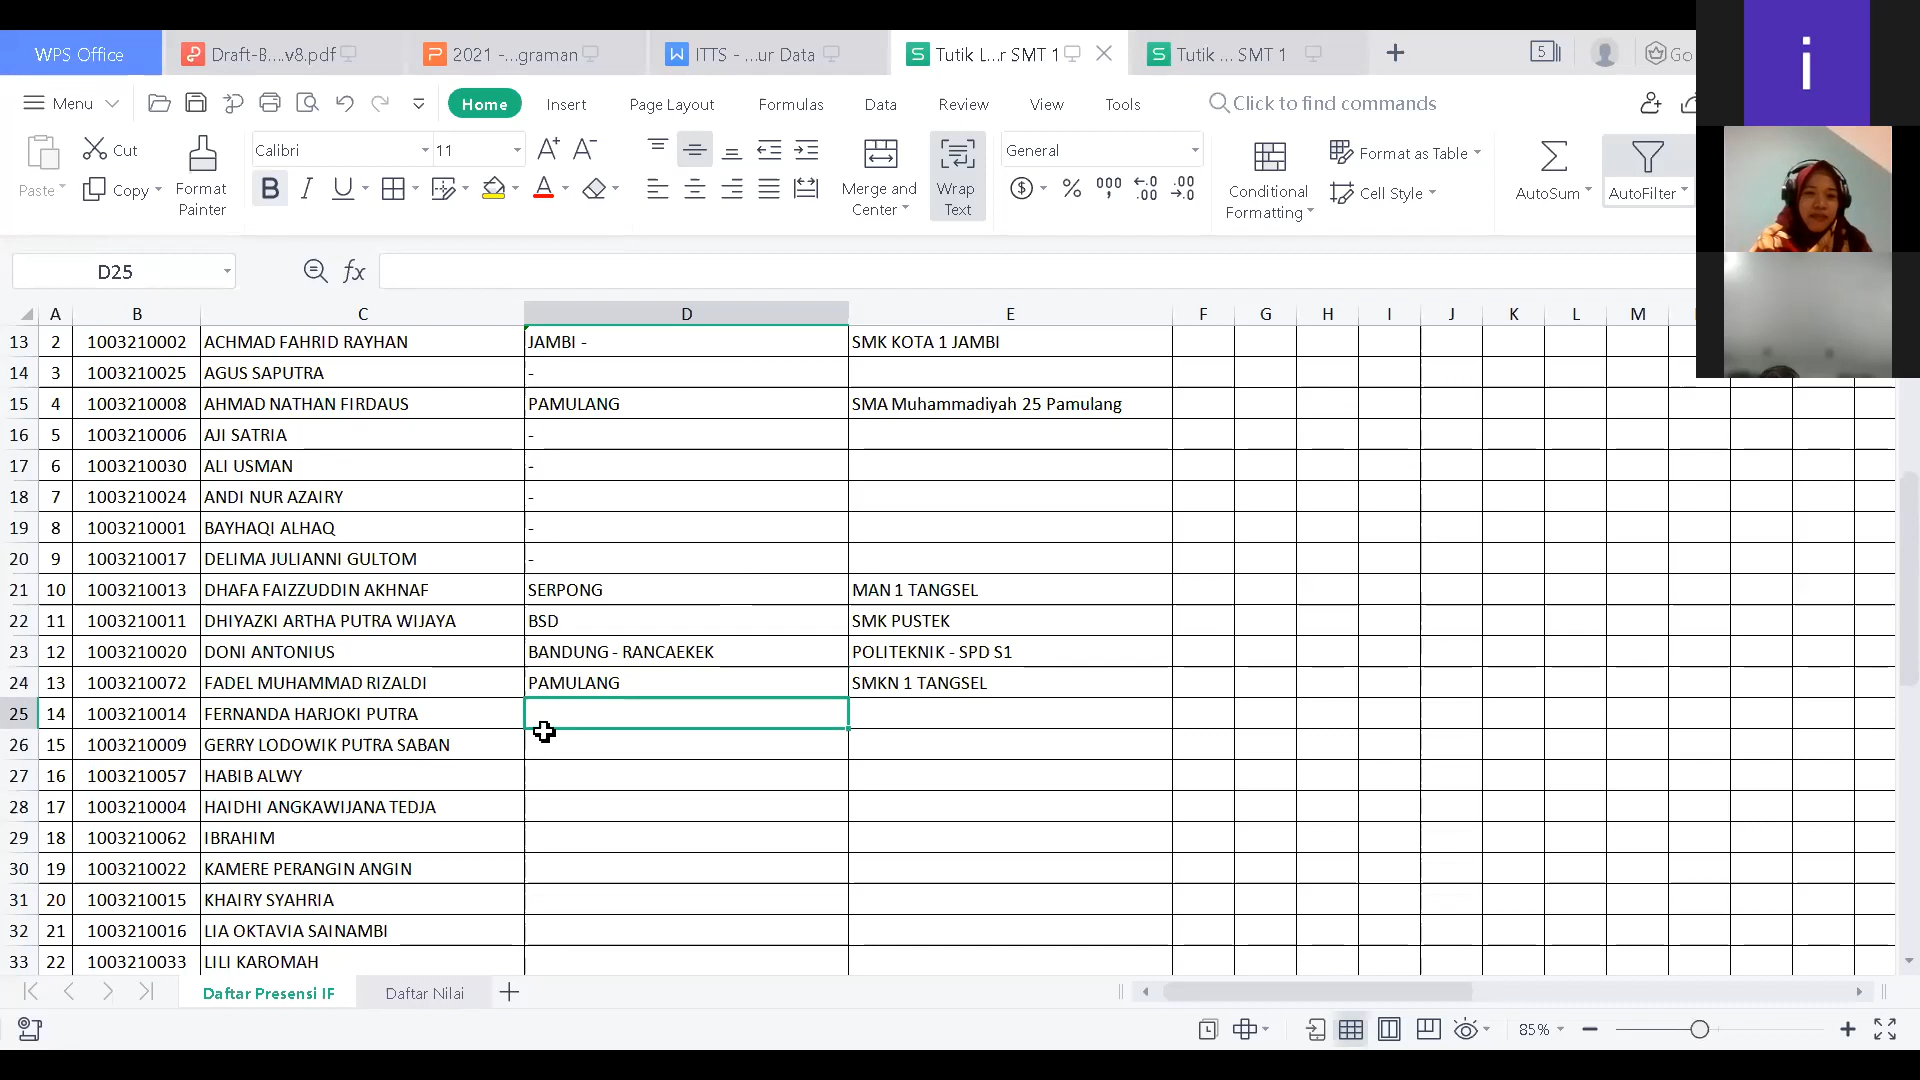 WPS Office Draft-B....v8.pdf 2021 -...graman ITTS - ...ur Data Tutik L...r SMT 1 Tutik ... SMT 1 5 Go
Menu Home Insert Page Layout Formulas Data Review View Tools Click to find commands
Paste Cut Copy Format Painter Calibri 11 Merge and Center Wrap Text General Conditional Formatting Format as Table Cell Style AutoSum AutoFilter
i
D25 fx
A B C D E F G H I J K L M
13 2 1003210002 ACHMAD FAHRID RAYHAN JAMBI - SMK KOTA 1 JAMBI
14 3 1003210025 AGUS SAPUTRA -
15 4 1003210008 AHMAD NATHAN FIRDAUS PAMULANG SMA Muhammadiyah 25 Pamulang
16 5 1003210006 AJI SATRIA -
17 6 1003210030 ALI USMAN -
18 7 1003210024 ANDI NUR AZAIRY -
19 8 1003210001 BAYHAQI ALHAQ -
20 9 1003210017 DELIMA JULIANNI GULTOM -
21 10 1003210013 DHAFA FAIZZUDDIN AKHNAF SERPONG MAN 1 TANGSEL
22 11 1003210011 DHIYAZKI ARTHA PUTRA WIJAYA BSD SMK PUSTEK
23 12 1003210020 DONI ANTONIUS BANDUNG - RANCAEKEK POLITEKNIK - SPD S1
24 13 1003210072 FADEL MUHAMMAD RIZALDI PAMULANG SMKN 1 TANGSEL
25 14 1003210014 FERNANDA HARJOKI PUTRA
26 15 1003210009 GERRY LODOWIK PUTRA SABAN
27 16 1003210057 HABIB ALWY
28 17 1003210004 HAIDHI ANGKAWIJANA TEDJA
29 18 1003210062 IBRAHIM
30 19 1003210022 KAMERE PERANGIN ANGIN
31 20 1003210015 KHAIRY SYAHRIA
32 21 1003210016 LIA OKTAVIA SAINAMBI
33 22 1003210033 LILI KAROMAH
Daftar Presensi IF Daftar Nilai
85%